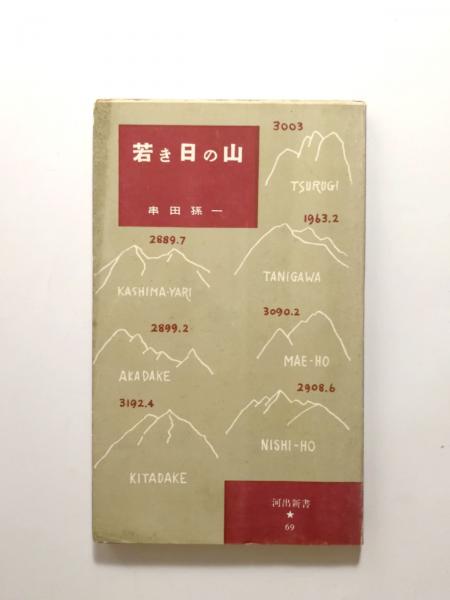 若き日の山
串田孫一
3003
TSURUGI
1963.2
TANIGAWA
2889.7
KASHIMA-YARI
3090.2
MAE-HO
2899.2
AKADAKE
2908.6
NISHI-HO
3192.4
KITADAKE
河出新書
★
69